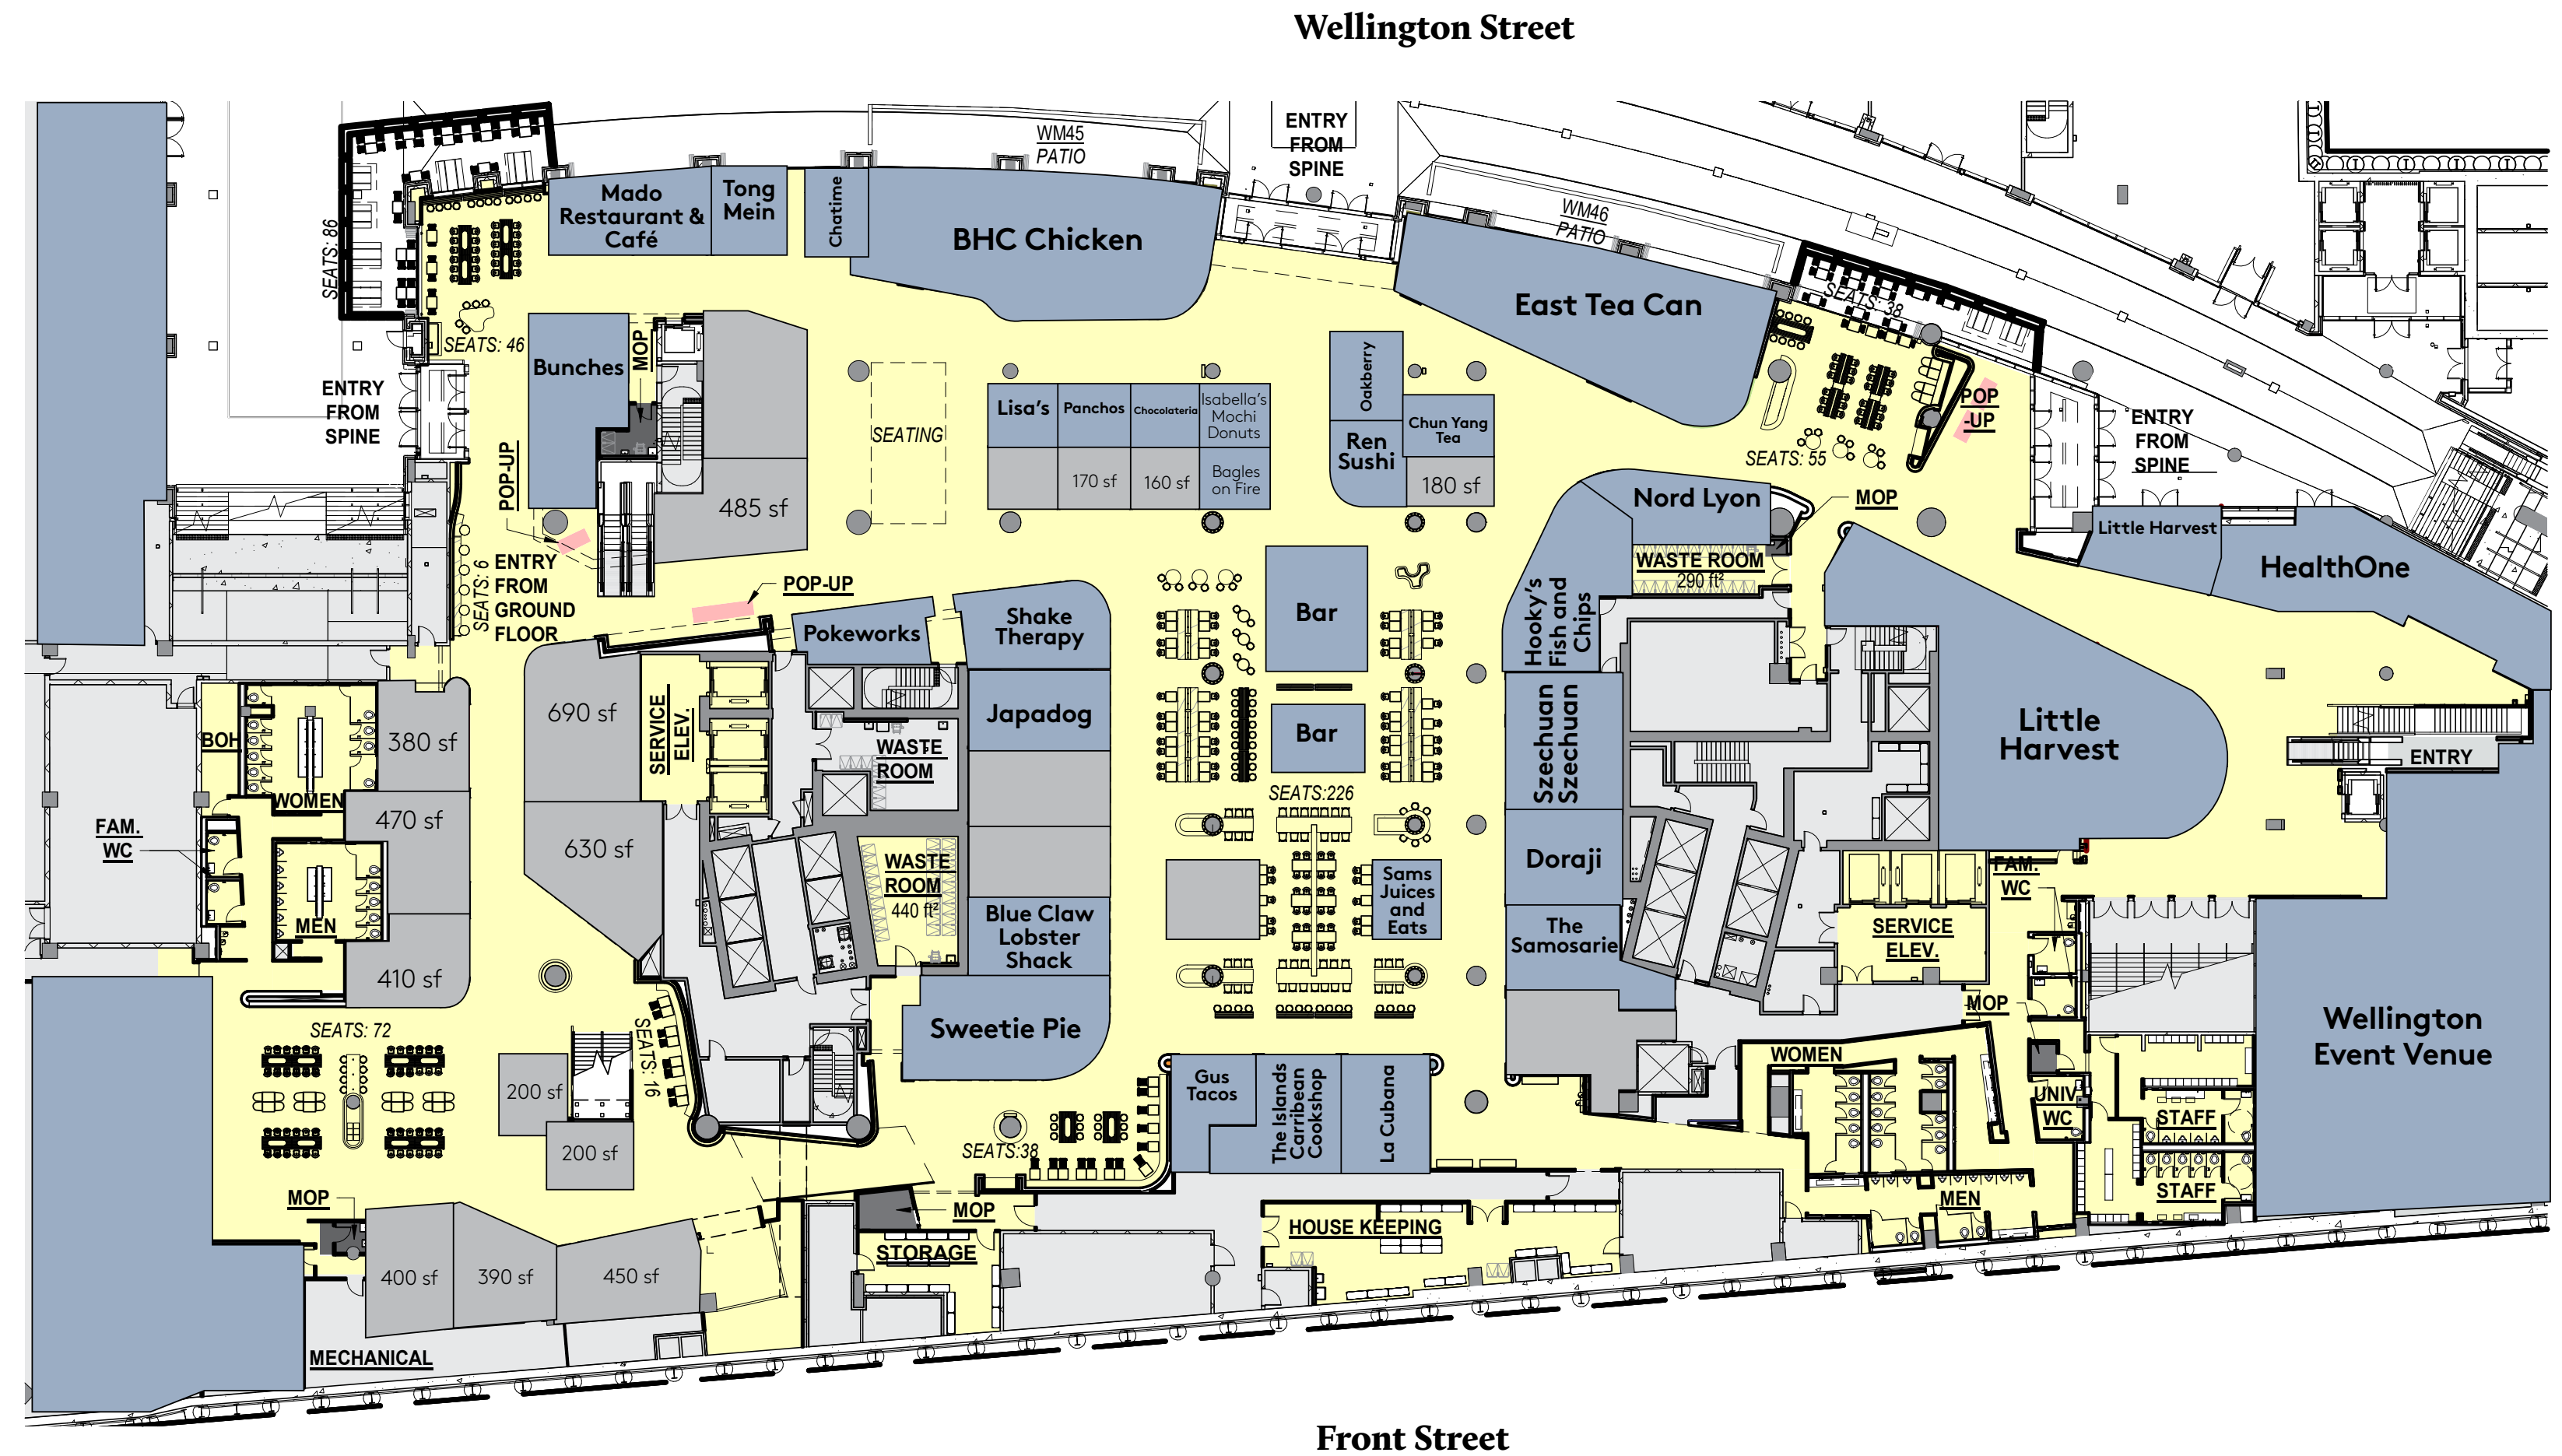 Wellington Street
ENTRY
FROM
SPINE
WM45
PATIO
WM46
PATIO
SEATS: 86
Mado
Restaurant &
Café
Tong
Mein
Chatime
BHC Chicken
East Tea Can
SEATS: 38
SEATS: 46
Bunches
MOP
ENTRY
FROM
SPINE
POP-UP
485 sf
SEATING
Lisa's
Panchos
Chocolateria
Isabella's
Mochi
Donuts
170 sf
160 sf
Bagles
on Fire
Oakberry
Ren
Sushi
Chun Yang
Tea
180 sf
SEATS: 55
POP
-UP
ENTRY
FROM
SPINE
Nord Lyon
MOP
WASTE ROOM
290 ft²
Little Harvest
HealthOne
SEATS: 6
ENTRY
FROM
GROUND
FLOOR
POP-UP
Pokeworks
Shake
Therapy
Bar
Hooky's
Fish and
Chips
690 sf
SERVICE
ELEV.
Japadog
WASTE
ROOM
Bar
Szechuan
Szechuan
Little
Harvest
ENTRY
BOH
WOMEN
380 sf
470 sf
FAM.
WC
MEN
410 sf
630 sf
WASTE
ROOM
440 ft²
Blue Claw
Lobster
Shack
SEATS:226
Sams
Juices
and
Eats
Doraji
The
Samosarie
FAM.
WC
SERVICE
ELEV.
SEATS: 72
SEATS: 16
Sweetie Pie
MOP
WOMEN
UNIV.
WC
STAFF
STAFF
MEN
Wellington
Event Venue
200 sf
200 sf
SEATS:38
Gus
Tacos
The Islands
Carribean
Cookshop
La Cubana
MOP
MOP
STORAGE
HOUSE KEEPING
400 sf
390 sf
450 sf
MECHANICAL
Front Street